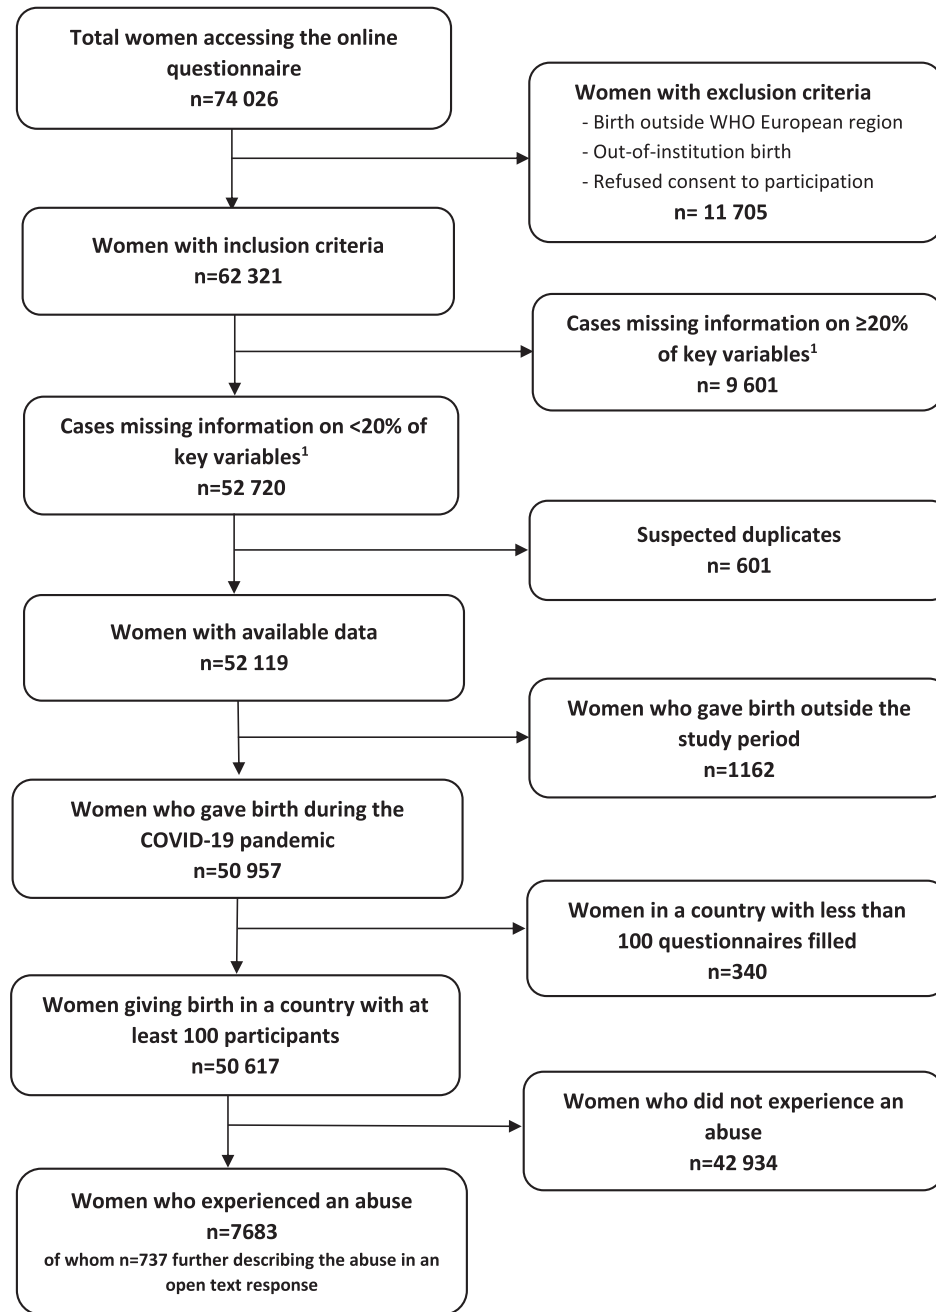 Total women accessing the online
questionnaire
n=74 026
Women with exclusion criteria
- Birth outside WHO European region
- Out-of-institution birth
- Refused consent to participation
n= 11 705
Women with inclusion criteria
n=62 321
Cases missing information on ≥20%
of key variables¹
n= 9 601
Cases missing information on <20% of
key variables¹
n=52 720
Suspected duplicates
n= 601
Women with available data
n=52 119
Women who gave birth outside the
study period
n=1162
Women who gave birth during the
COVID-19 pandemic
n=50 957
Women in a country with less than
100 questionnaires filled
n=340
Women giving birth in a country with at
least 100 participants
n=50 617
Women who did not experience an
abuse
n=42 934
Women who experienced an abuse
n=7683
of whom n=737 further describing the abuse in an
open text response